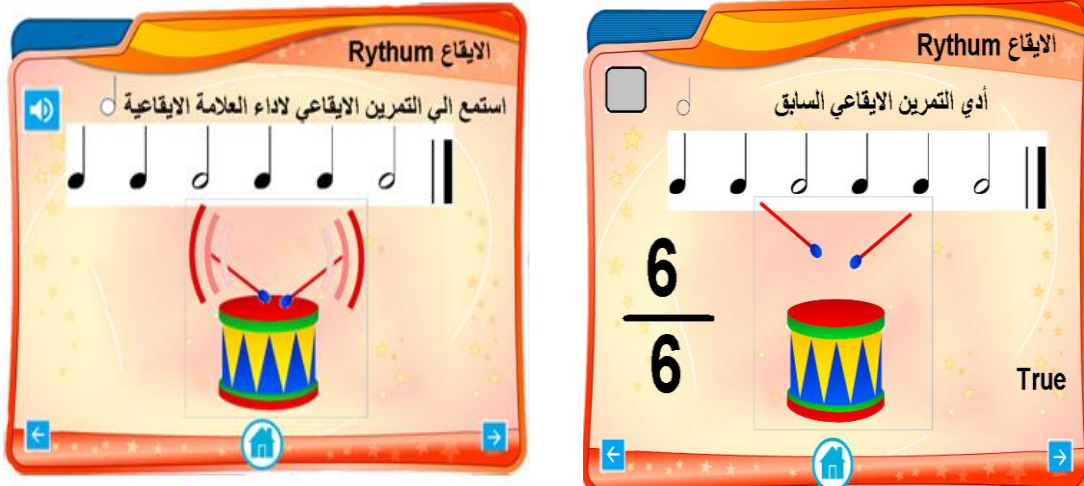 الايقاع Rythum
استمع الي التمرين الايقاعي لاداء العلامة الايقاعية
الايقاع Rythum
أدي التمرين الايقاعي السابق
6
6
True